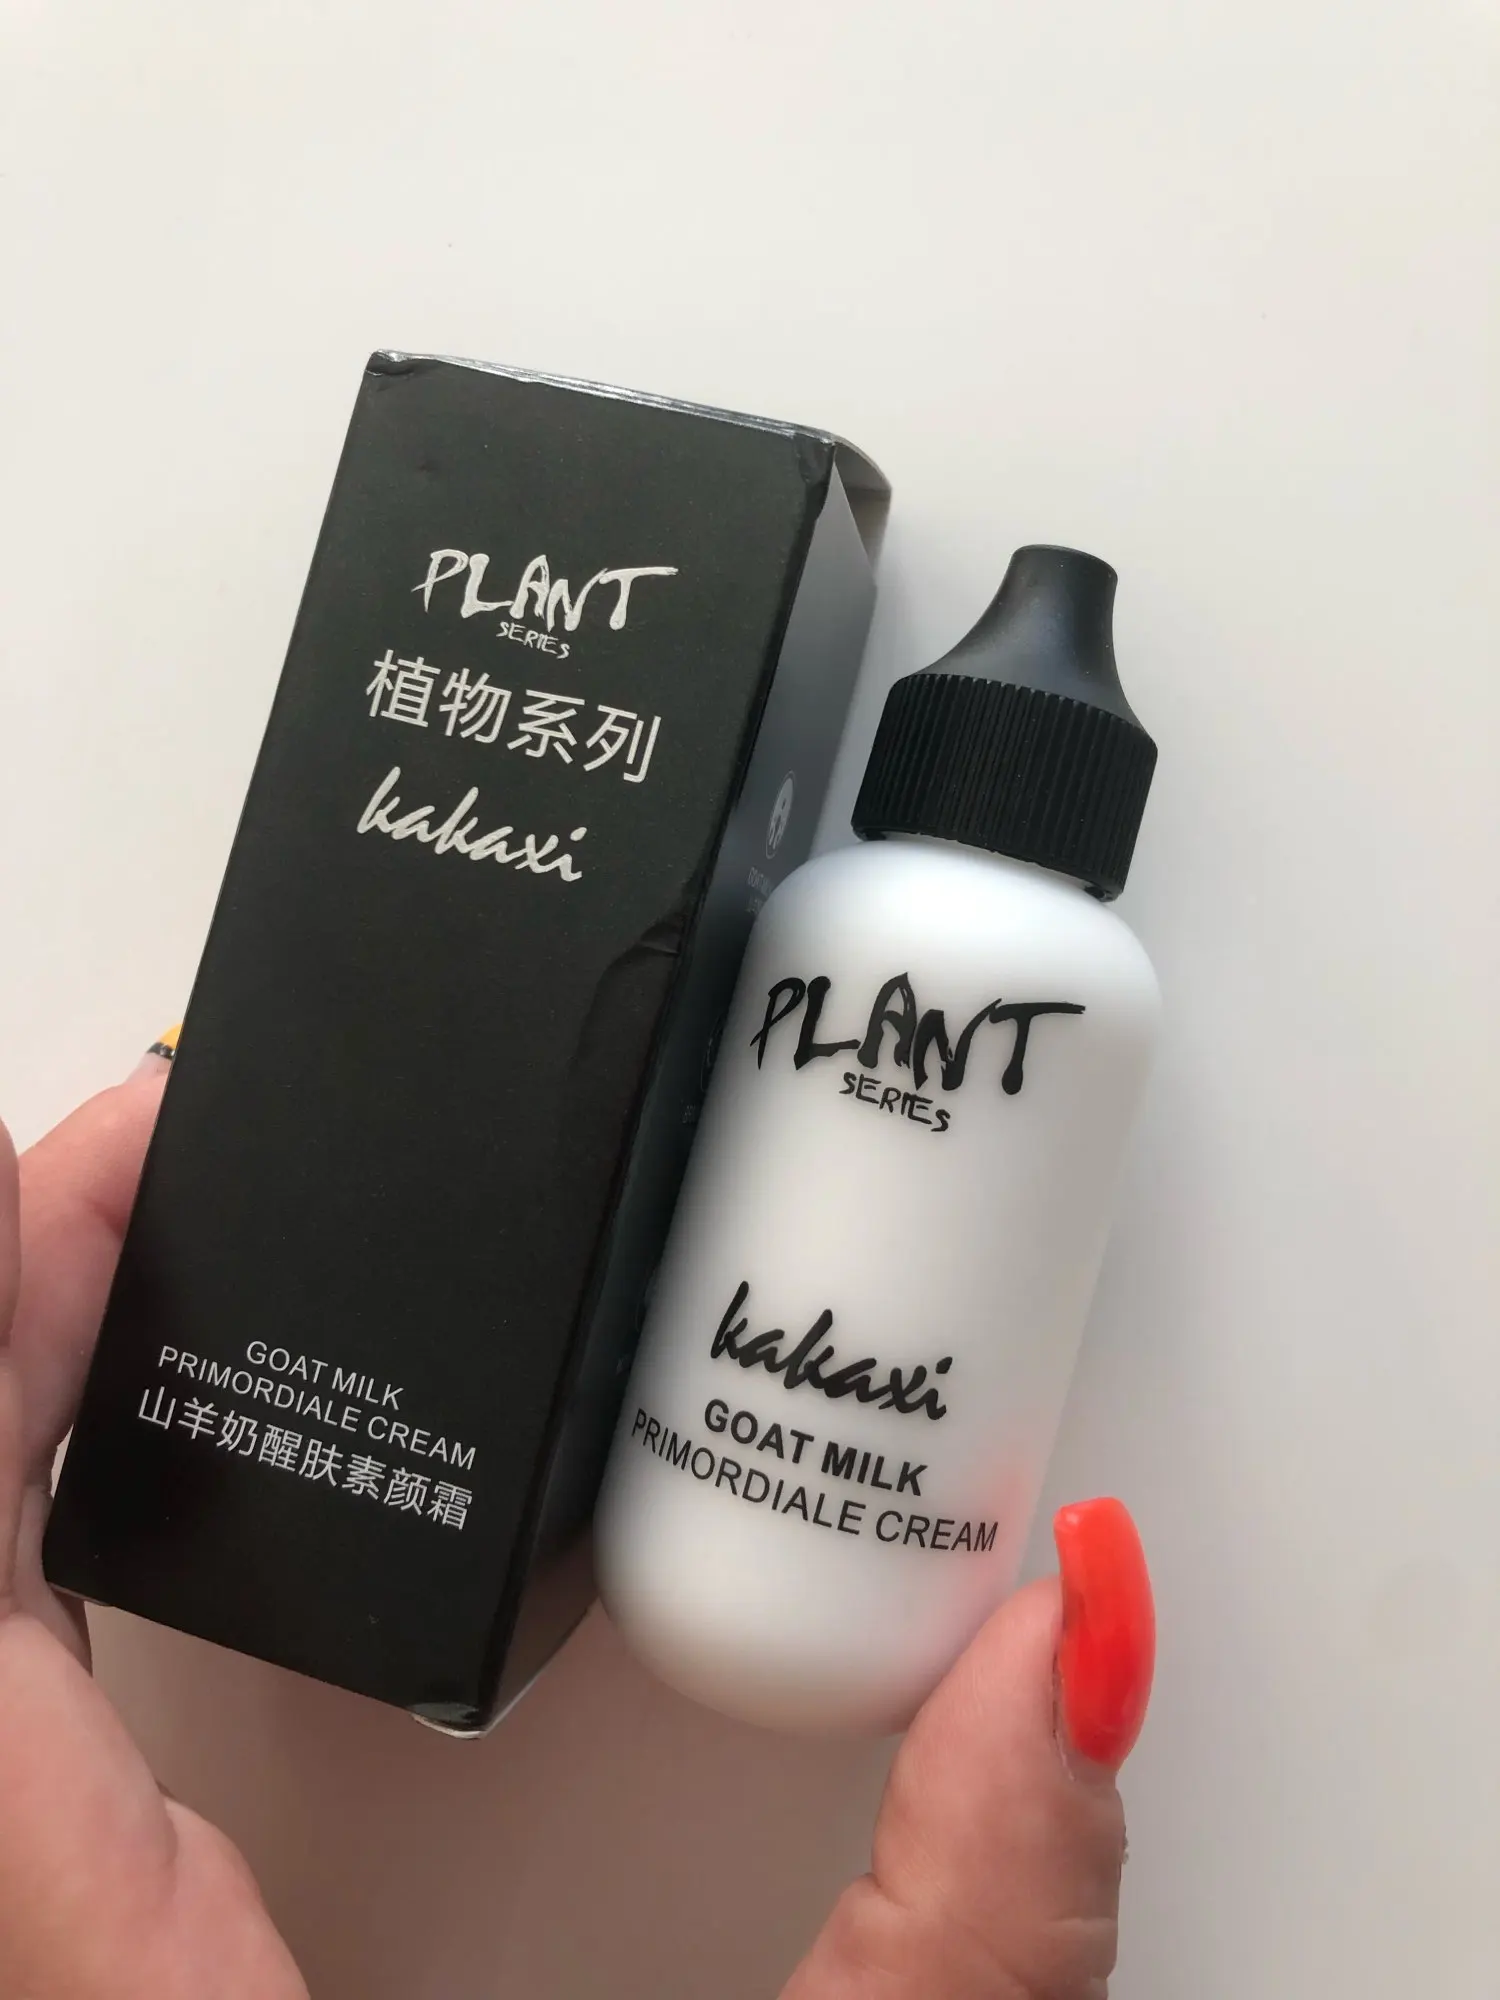 PLANT
SERIES
植物系列
kakaxi
GOAT MILK
PRIMORDIALE CREAM
山羊奶醒肤素颜霜
PLANT
SERIES
kakaxi
GOAT MILK
PRIMORDIALE CREAM